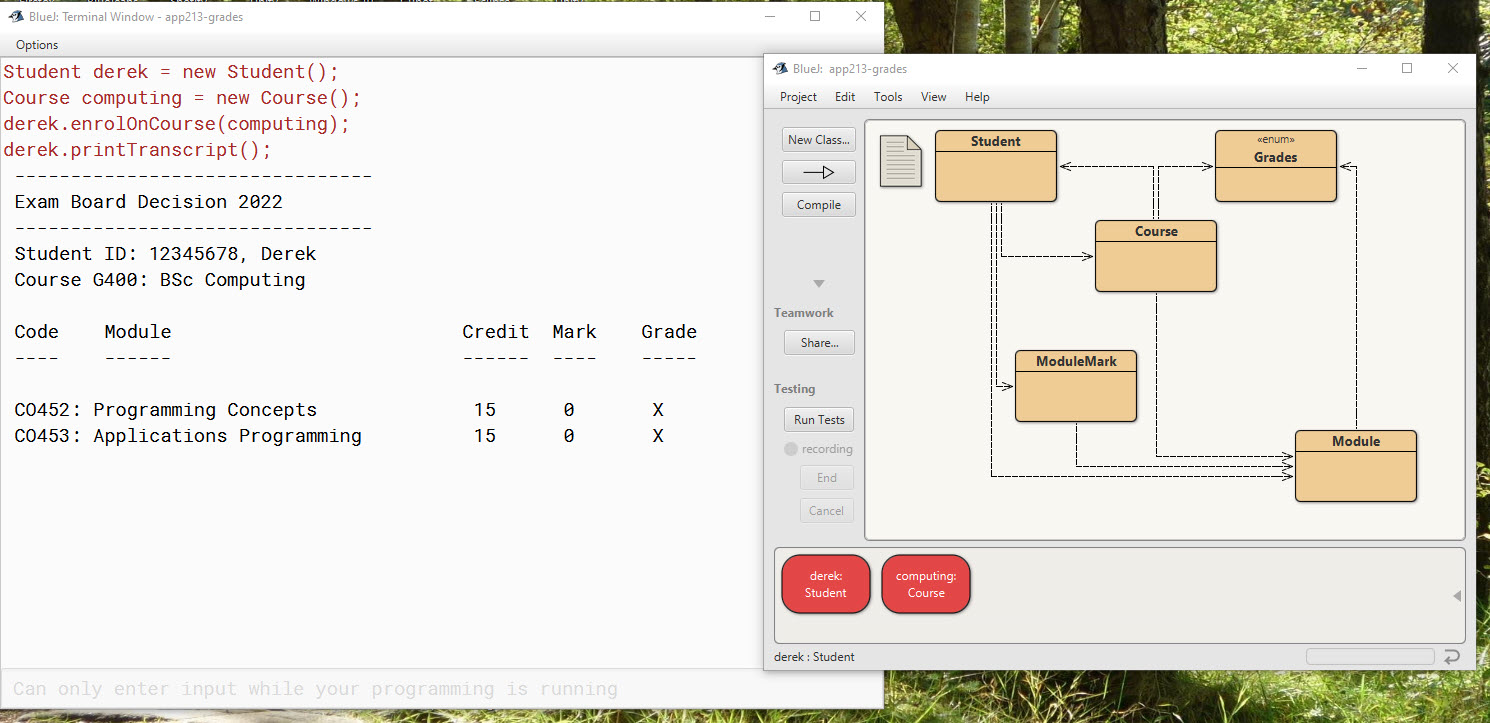 BlueJ: Terminal Window - app213-grades
Options
Student derek = new Student();
Course computing = new Course();
derek.enrolOnCourse(computing);
derek.printTranscript();
--------------------------------
Exam Board Decision 2022
--------------------------------
Student ID: 12345678, Derek
Course G400: BSc Computing
Code Module Credit Mark Grade
---- ------ ------ ---- -----
CO452: Programming Concepts 15 0 X
CO453: Applications Programming 15 0 X
Can only enter input while your programming is running
BlueJ: app213-grades
Project Edit Tools View Help
New Class...
Compile
Teamwork
Share...
Testing
Run Tests
recording
End
Cancel
Student
«enum»
Grades
Course
ModuleMark
Module
derek:
Student
computing:
Course
derek : Student